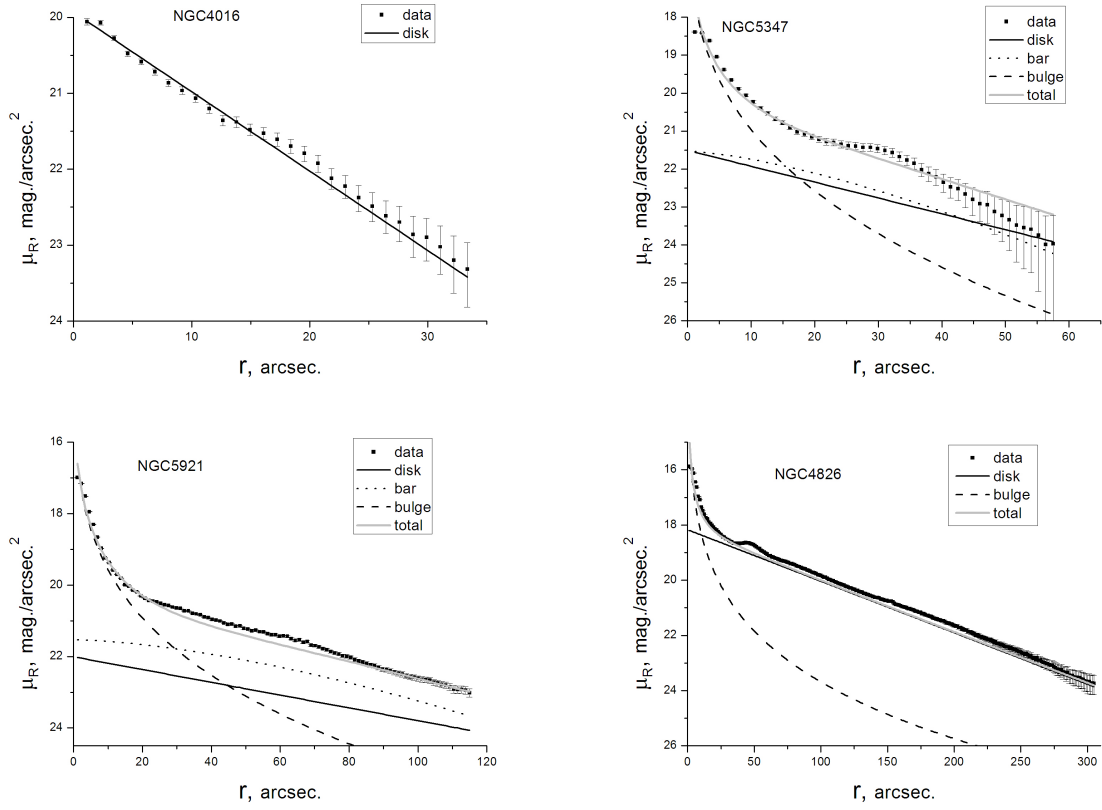 NGC4016
data
disk
20
21
22
23
24
μR, mag./arcsec.2
0 10 20 30
r, arcsec.
NGC5347
data
disk
bar
bulge
total
18
19
20
21
22
23
24
25
26
μR, mag./arcsec.2
0 10 20 30 40 50 60
r, arcsec.
NGC5921
data
disk
bar
bulge
total
16
18
20
22
24
μR, mag./arcsec.2
0 20 40 60 80 100 120
r, arcsec.
NGC4826
data
disk
bulge
total
16
18
20
22
24
26
μR, mag./arcsec.2
0 50 100 150 200 250 300
r, arcsec.